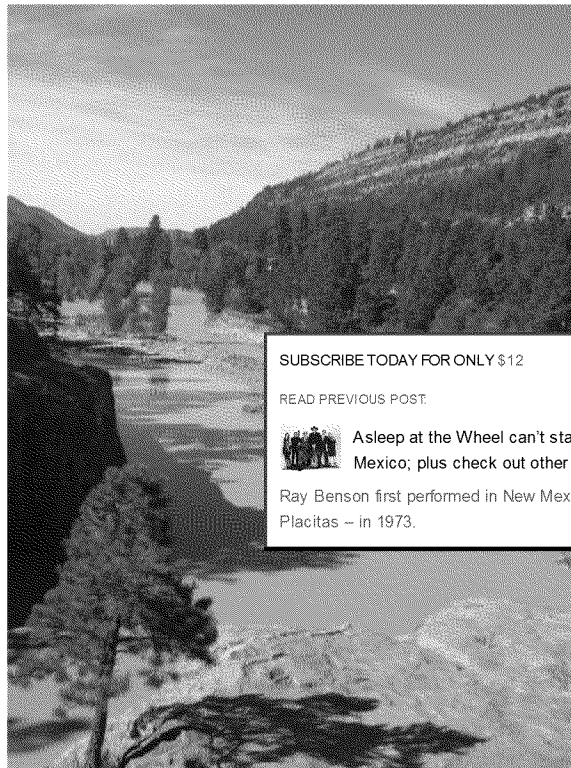 SUBSCRIBE TODAY FOR ONLY $12
READ PREVIOUS POST:
Asleep at the Wheel can't sta
Mexico; plus check out other
Ray Benson first performed in New Mex
Placitas – in 1973.